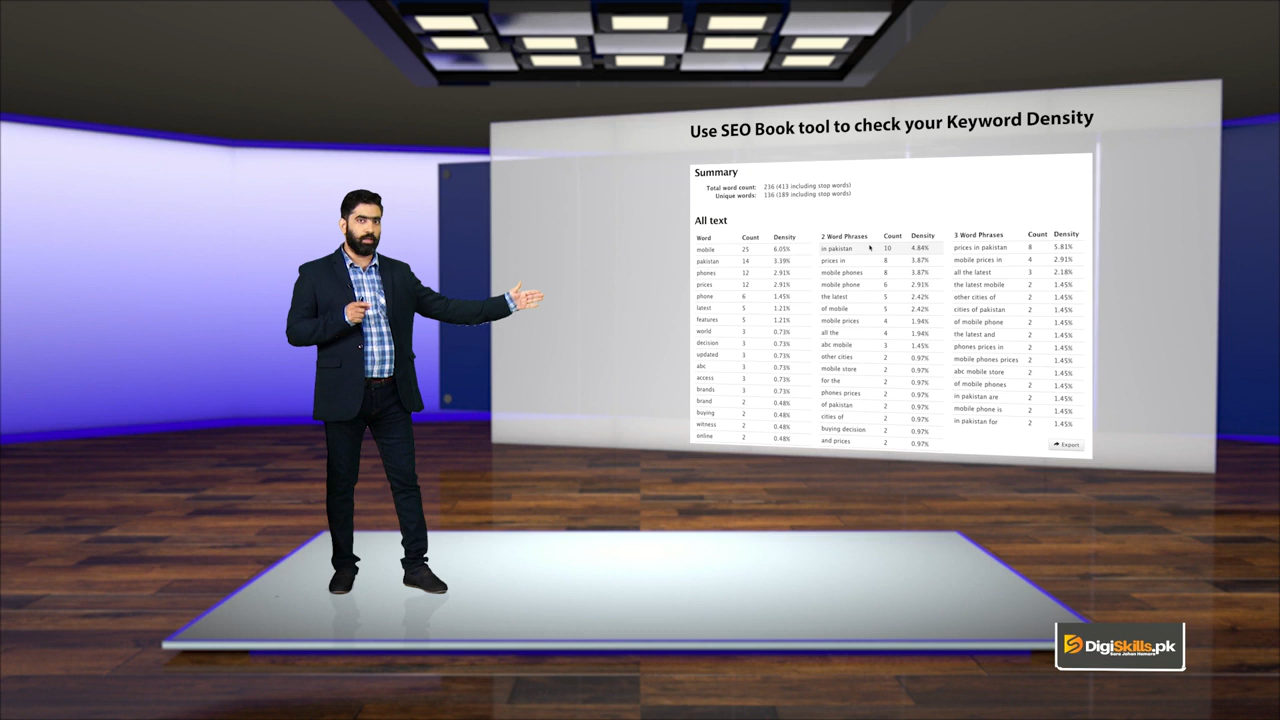 Use SEO Book tool to check your Keyword Density
Summary
Total word count: 236 (413 including stop words)
Unique words: 136 (189 including stop words)
All text
Word Count Density 2 Word Phrases Count Density 3 Word Phrases Count Density
mobile 25 6.05% in pakistan 10 4.84% prices in pakistan 8 5.81%
pakistan 14 3.39% prices in 8 3.87% mobile prices in 4 2.91%
phones 12 2.91% mobile phones 8 3.87% all the latest 3 2.18%
prices 12 2.91% mobile phone 6 2.91% the latest mobile 2 1.45%
phone 6 1.45% the latest 5 2.42% other cities of 2 1.45%
latest 5 1.21% of mobile 5 2.42% cities of pakistan 2 1.45%
features 5 1.21% mobile prices 4 1.94% of mobile phone 2 1.45%
world 3 0.73% all the 4 1.94% the latest and 2 1.45%
decision 3 0.73% abc mobile 3 1.45% phones prices in 2 1.45%
updated 3 0.73% other cities 2 0.97% mobile phones prices 2 1.45%
abc 3 0.73% mobile store 2 0.97% abc mobile store 2 1.45%
access 3 0.73% for the 2 0.97% of mobile phones 2 1.45%
brands 3 0.73% phones prices 2 0.97% in pakistan are 2 1.45%
brand 2 0.48% of pakistan 2 0.97% mobile phone is 2 1.45%
buying 2 0.48% cities of 2 0.97% in pakistan for 2 1.45%
witness 2 0.48% buying decision 2 0.97%
online 2 0.48% and prices 2 0.97%
Export
DigiSkills.pk